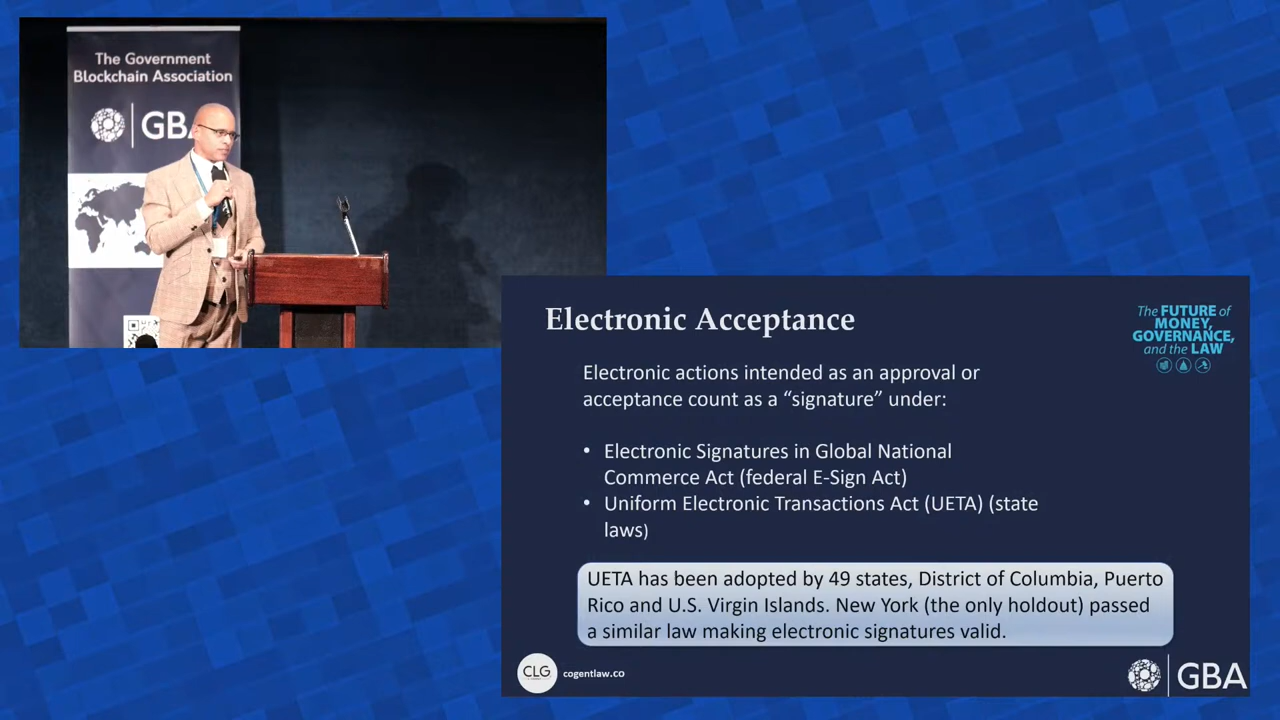 The Government
Blockchain Association
GBA
Electronic Acceptance
The FUTURE of
MONEY,
GOVERNANCE,
and the LAW
Electronic actions intended as an approval or
acceptance count as a “signature” under:
• Electronic Signatures in Global National
Commerce Act (federal E-Sign Act)
• Uniform Electronic Transactions Act (UETA) (state
laws)
UETA has been adopted by 49 states, District of Columbia, Puerto
Rico and U.S. Virgin Islands. New York (the only holdout) passed
a similar law making electronic signatures valid.
CLG
cogentlaw.co
GBA